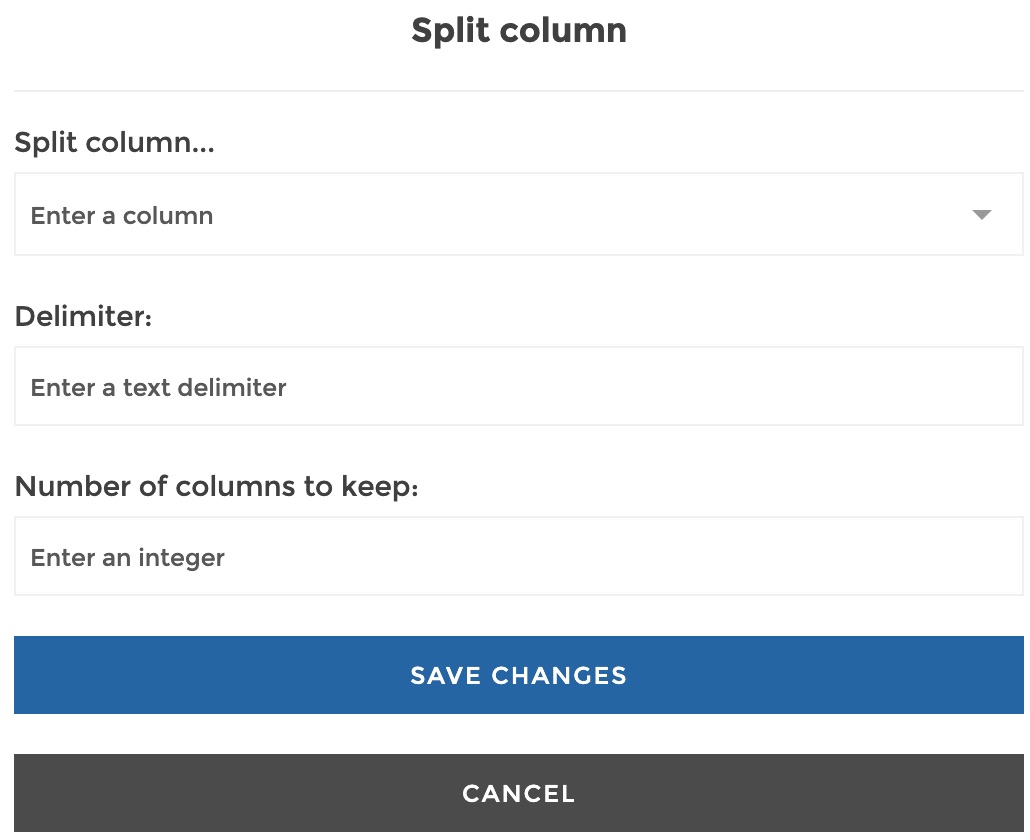 Split column
Split column...
Enter a column
Delimiter:
Enter a text delimiter
Number of columns to keep:
Enter an integer
SAVE CHANGES
CANCEL